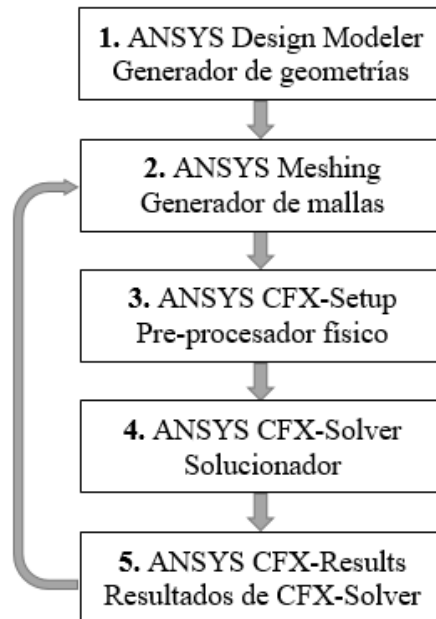 1. ANSYS Design Modeler
Generador de geometrías
2. ANSYS Meshing
Generador de mallas
3. ANSYS CFX-Setup
Pre-procesador físico
4. ANSYS CFX-Solver
Solucionador
5. ANSYS CFX-Results
Resultados de CFX-Solver